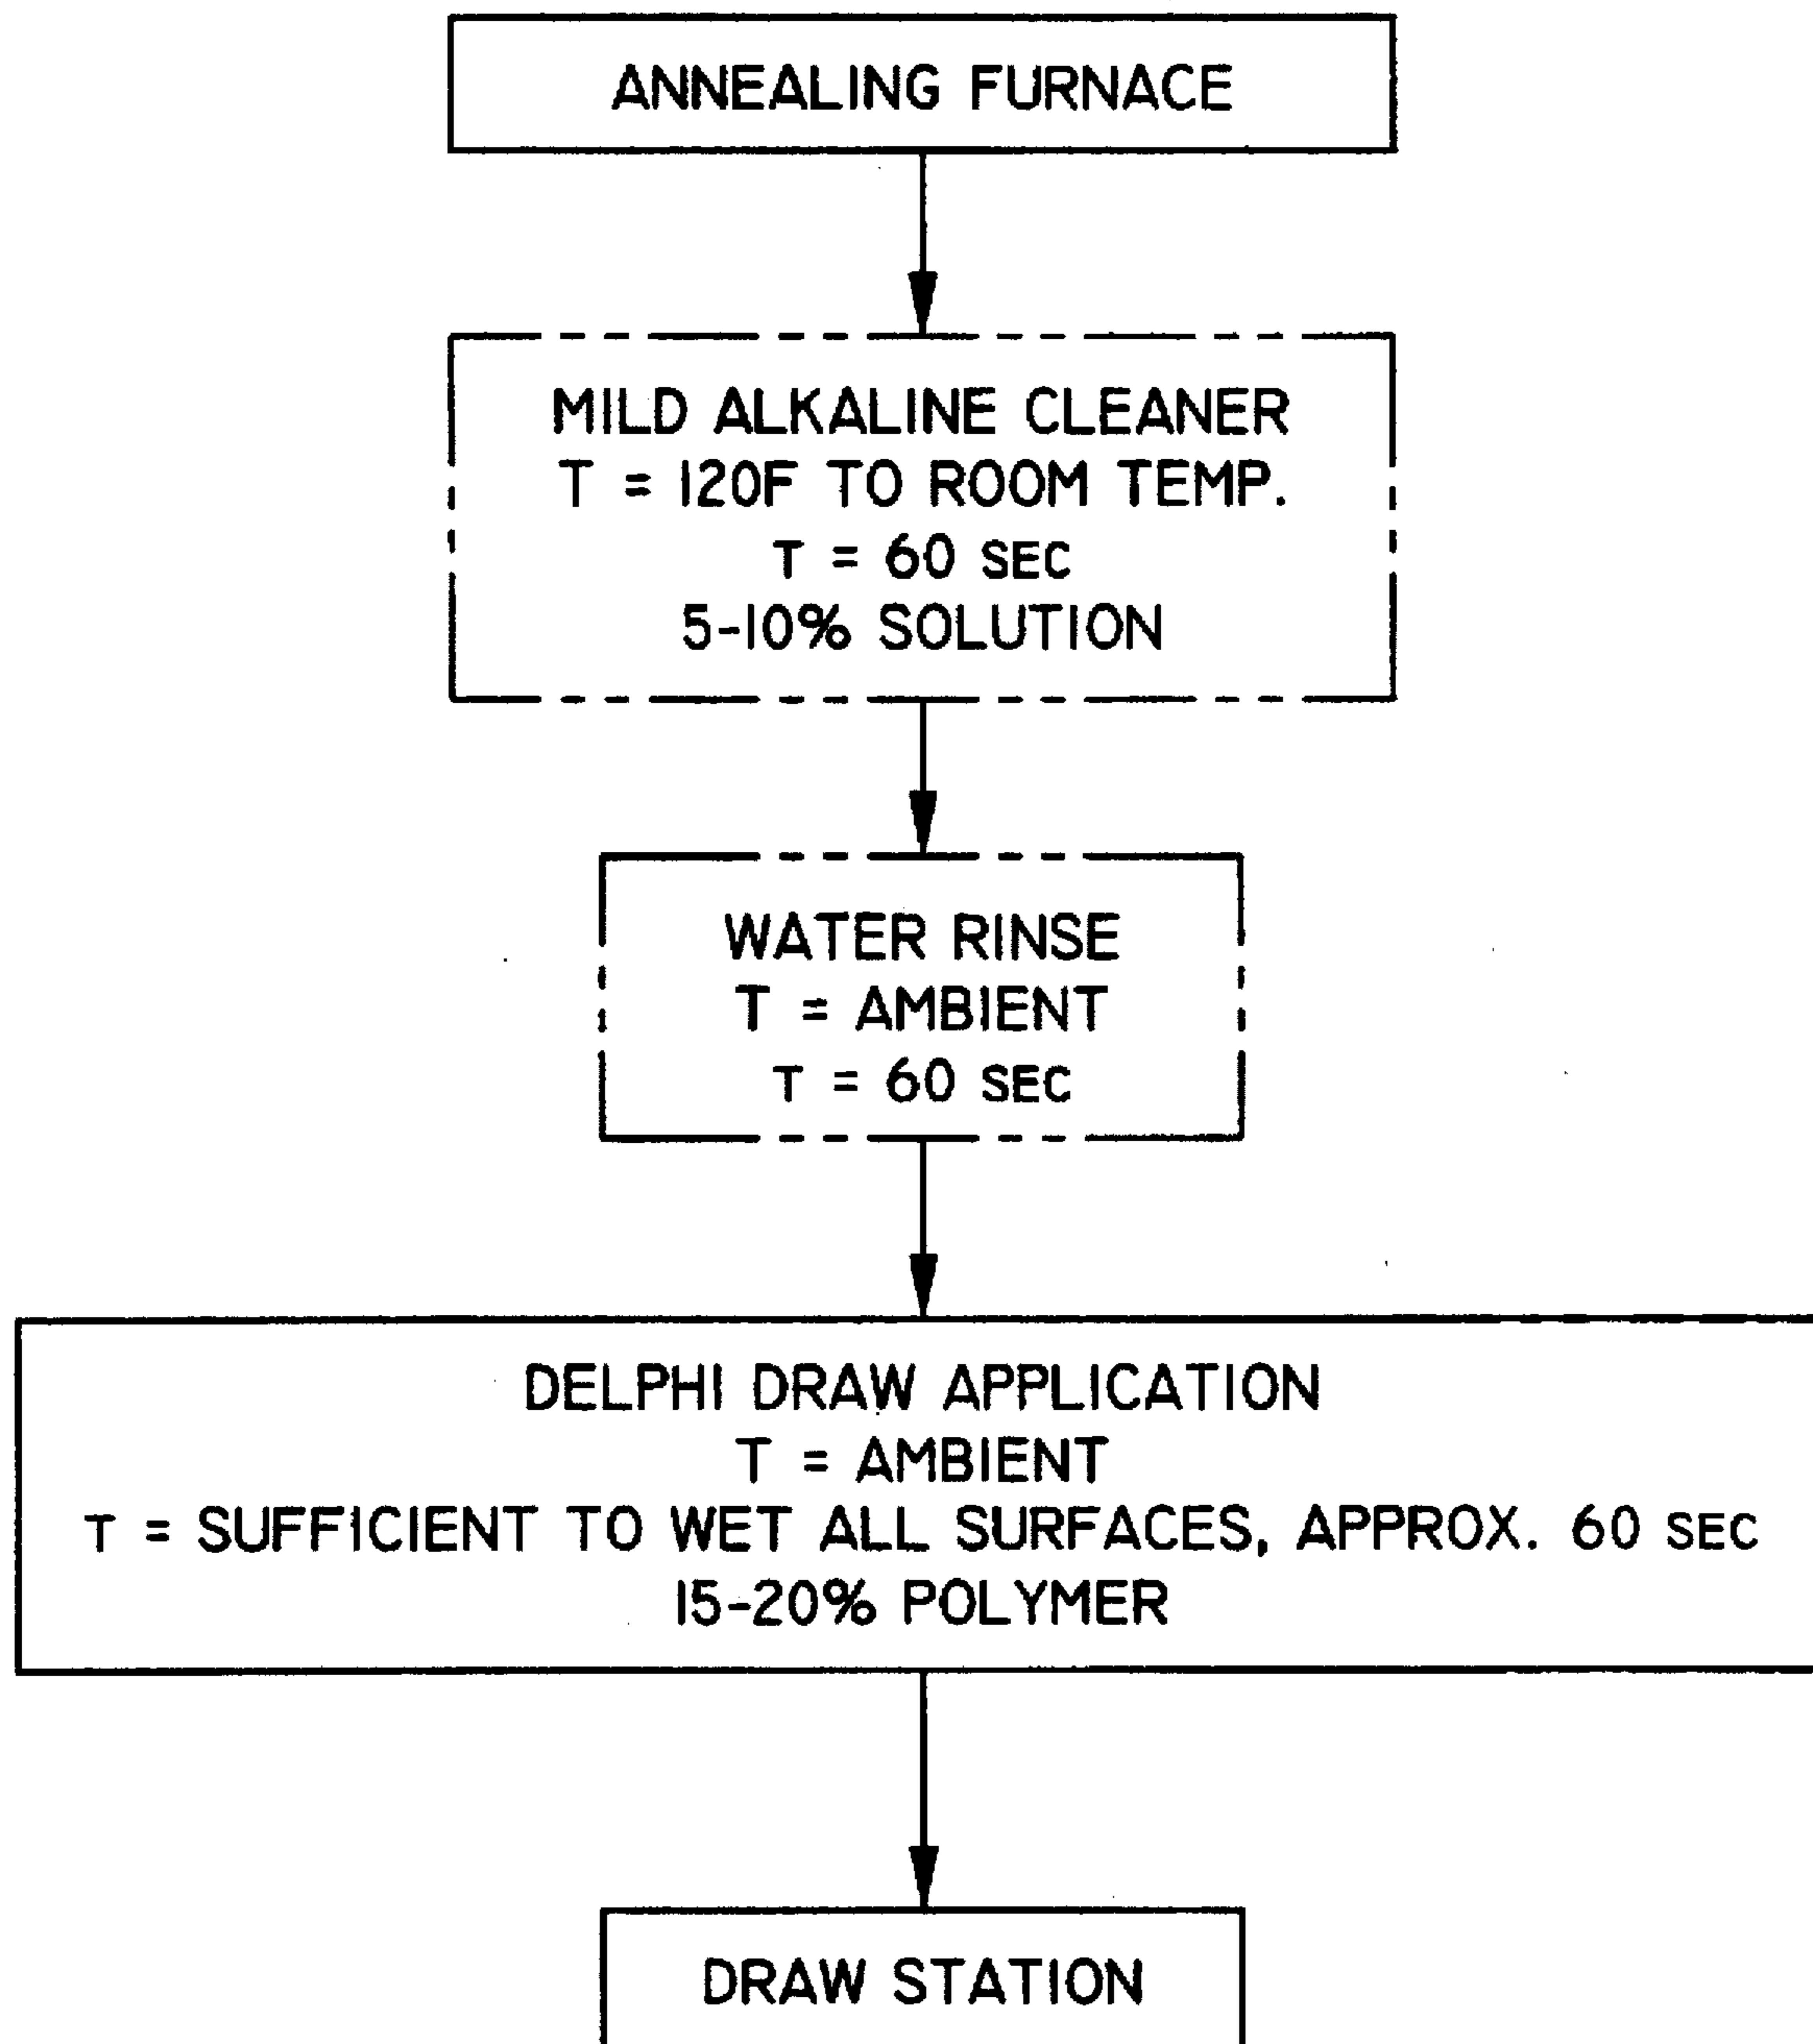 ANNEALING FURNACE
MILD ALKALINE CLEANER
T = 120F TO ROOM TEMP.
T = 60 SEC
5-10% SOLUTION
WATER RINSE
T = AMBIENT
T = 60 SEC
DELPHI DRAW APPLICATION
T = AMBIENT
T = SUFFICIENT TO WET ALL SURFACES, APPROX. 60 SEC
15-20% POLYMER
DRAW STATION